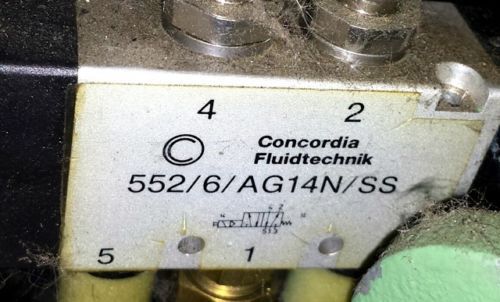 4 2
© Concordia
Fluidtechnik
552/6/AG14N/SS
5 1